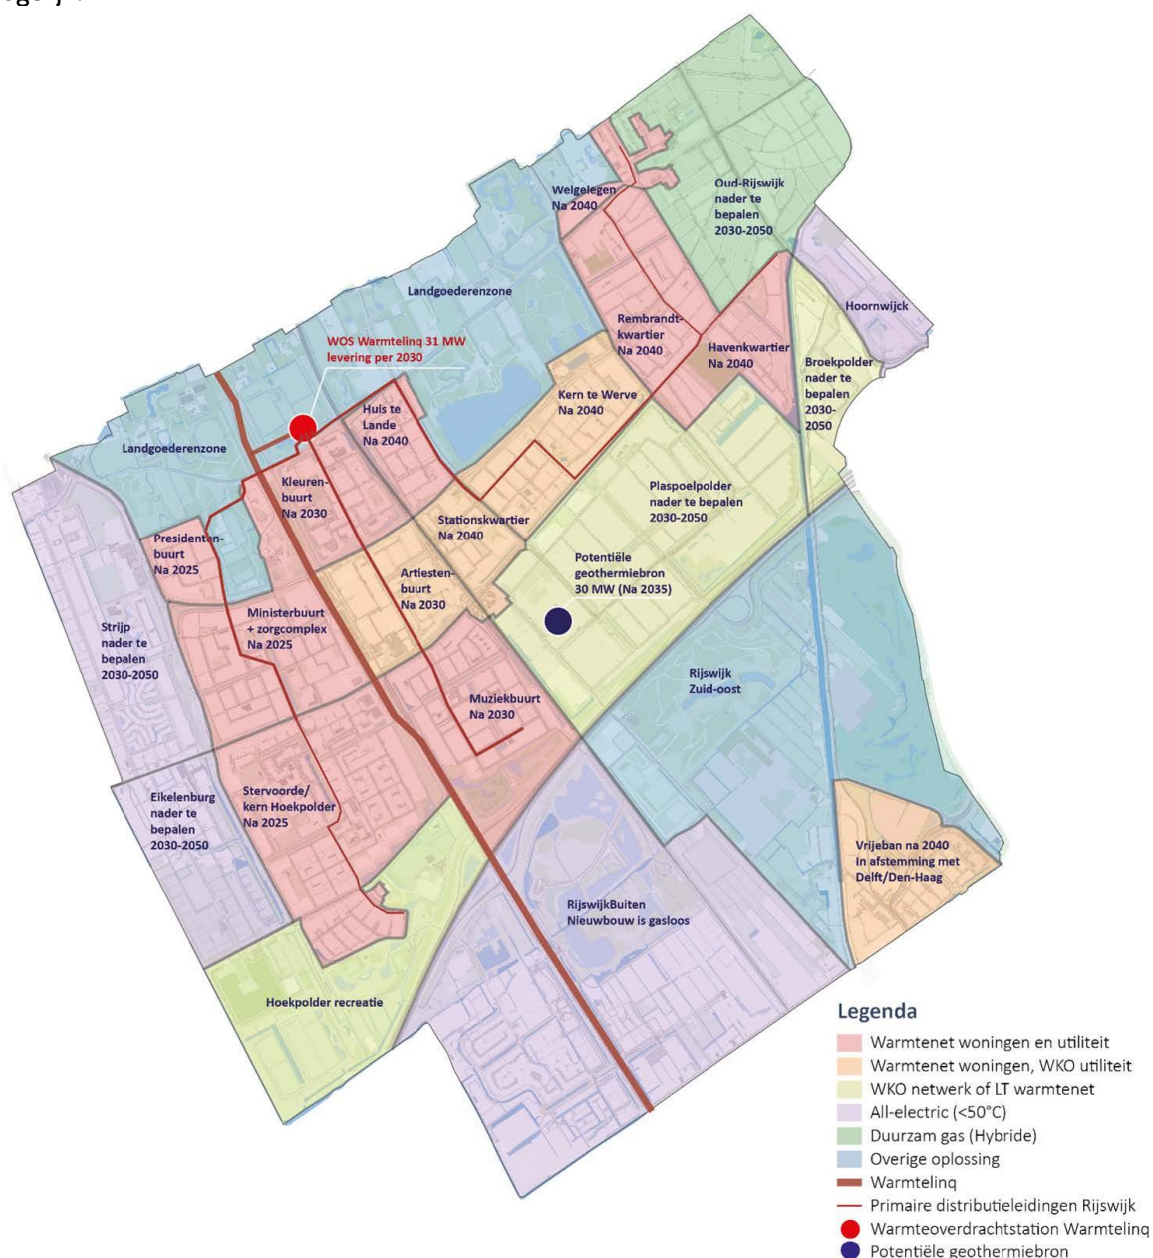 Welgelegen
Na 2040
Oud-Rijswijk
nader te
bepalen
2030-2050
Landgoederenzone
Hoornwijck
Rembrandt-
kwartier
Na 2040
Havenkwartier
Na 2040
WOS Warmtelinq 31 MW
levering per 2030
Broekpolder
nader te
bepalen
2030-
2050
Kern te Werve
Na 2040
Huis te
Lande
Na 2040
Landgoederenzone
Kleuren-
buurt
Na 2030
Plaspoelpolder
nader te bepalen
2030-2050
Stationskwartier
Na 2040
Presidenten-
buurt
Na 2025
Potentiële
geothermiebron
30 MW (Na 2035)
Artiesten-
buurt
Na 2030
Ministerbuurt
+ zorgcomplex
Na 2025
Strijp
nader te
bepalen
2030-2050
Rijswijk
Zuid-oost
Muziekbuurt
Na 2030
Eikelenburg
nader te
bepalen
2030-2050
Stervoorde/
kern Hoekpolder
Na 2025
Vrijeban na 2040
In afstemming met
Delft/Den-Haag
RijswijkBuiten
Nieuwbouw is gasloos
Hoekpolder recreatie
Legenda
Warmtenet woningen en utiliteit
Warmtenet woningen, WKO utiliteit
WKO netwerk of LT warmtenet
All-electric (<50°C)
Duurzam gas (Hybride)
Overige oplossing
Warmtelinq
Primaire distributieleidingen Rijswijk
Warmteoverdrachtstation Warmtelinq
Potentiële geothermiebron